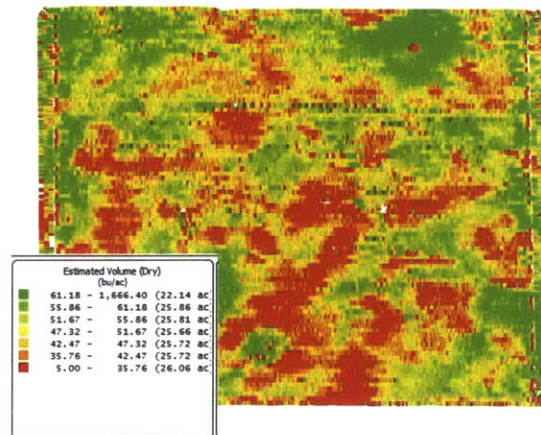 Estimated Volume (Dry)
(bu/ac)
61.18 - 1,666.40 (22.14 ac
55.86 - 61.18 (25.86 ac
51.67 - 55.86 (25.81 ac
47.32 - 51.67 (25.66 ac
42.47 - 47.32 (25.72 ac
35.76 - 42.47 (25.72 ac
5.00 - 35.76 (26.06 ac